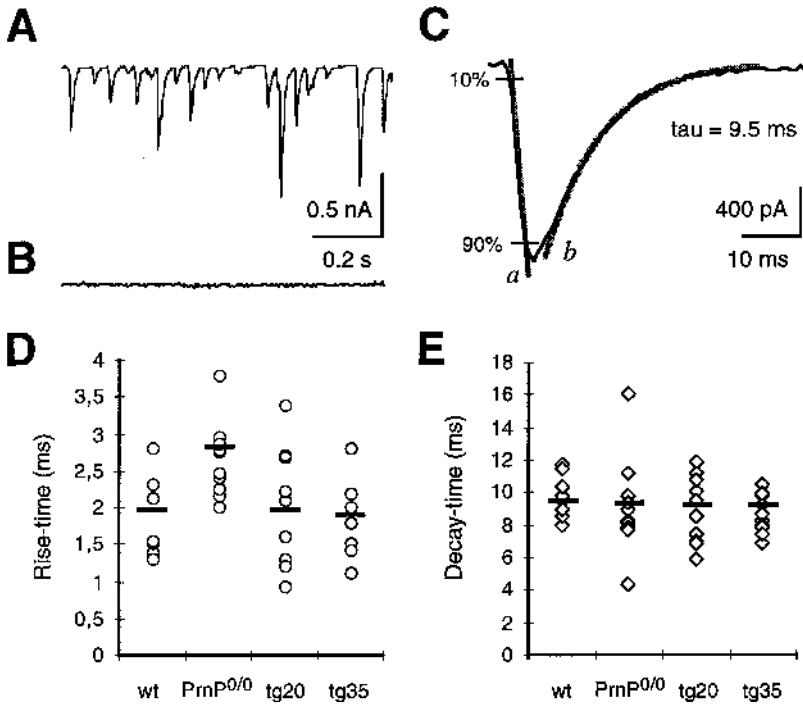 A
0.5 nA
0.2 s
B
C
10%
90%
a
b
tau = 9.5 ms
400 pA
10 ms
D
Rise-time (ms)
4
3,5
3
2,5
2
1,5
1
0,5
0
wt
PrnP0/0
tg20
tg35
E
Decay-time (ms)
18
16
14
12
10
8
6
4
2
0
wt
PrnP0/0
tg20
tg35